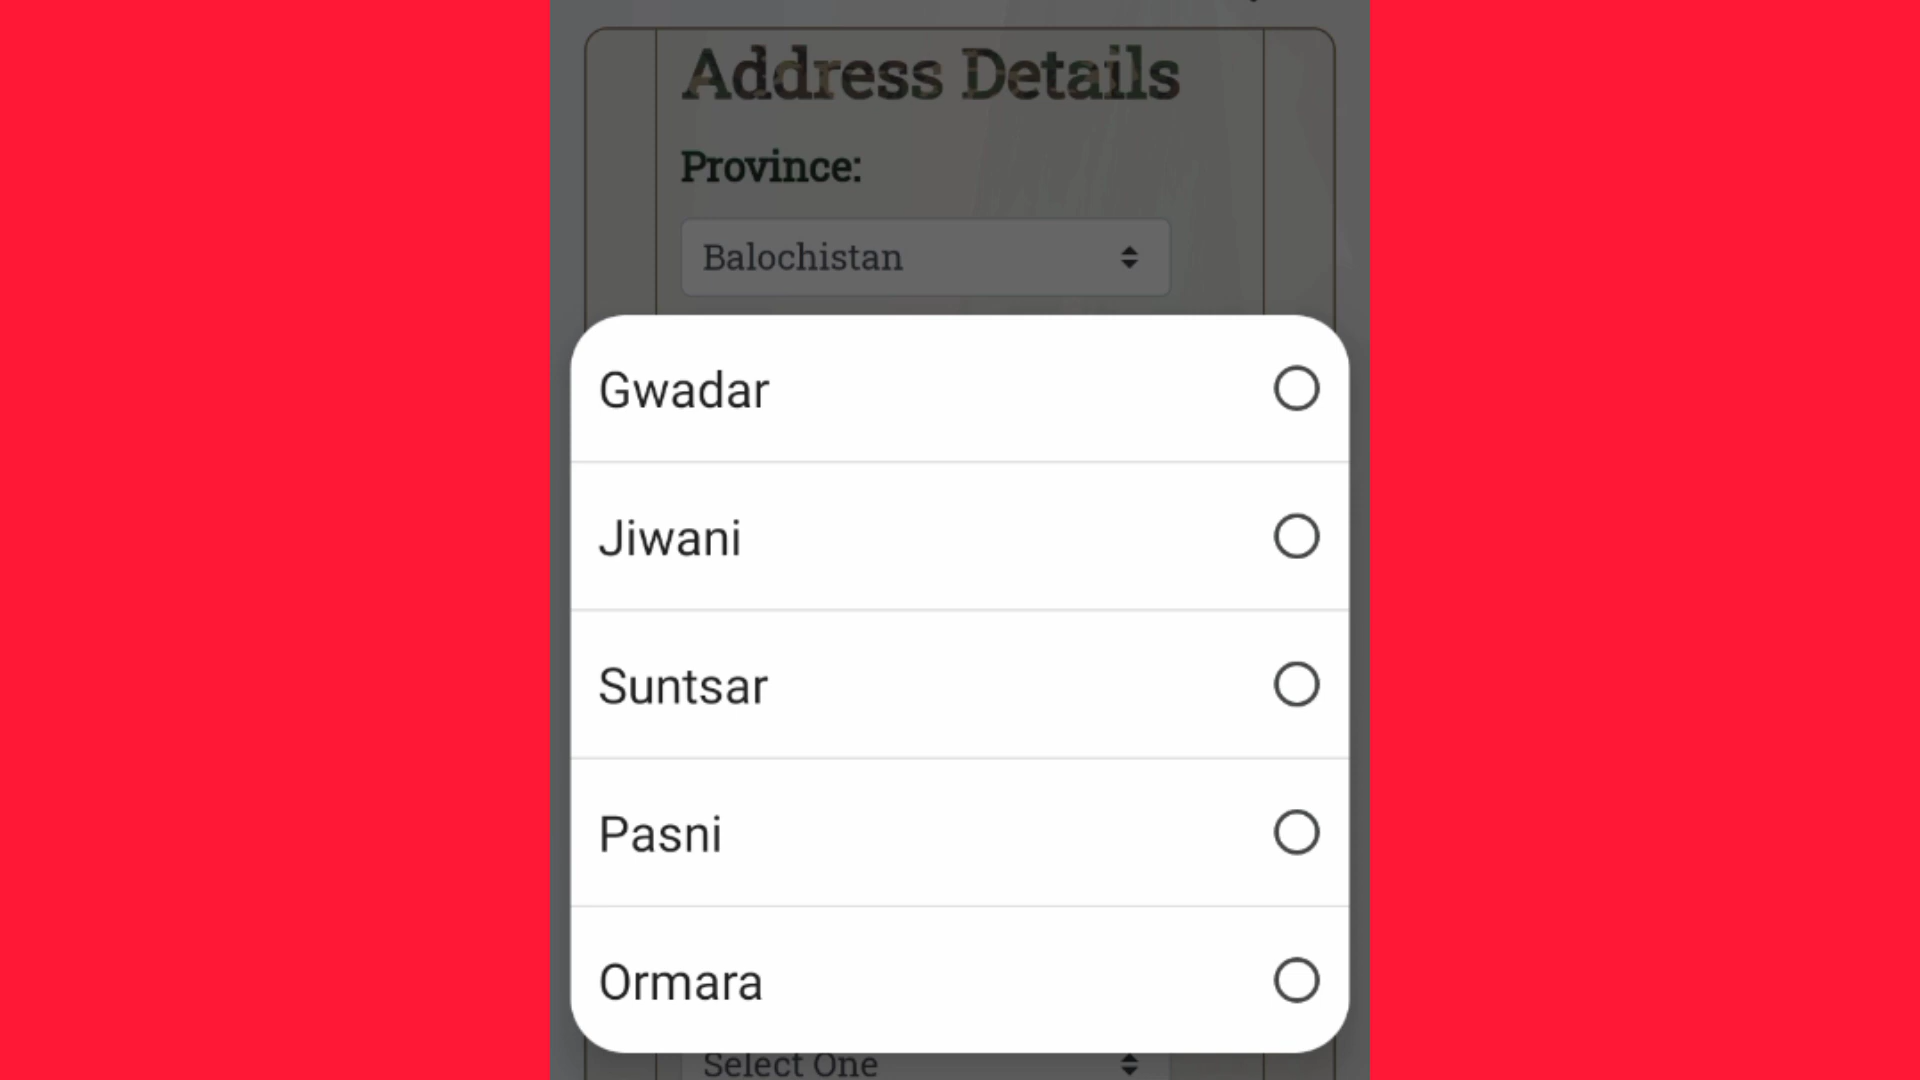 Address Details
Province:
Balochistan
Gwadar
Jiwani
Suntsar
Pasni
Ormara
Select One